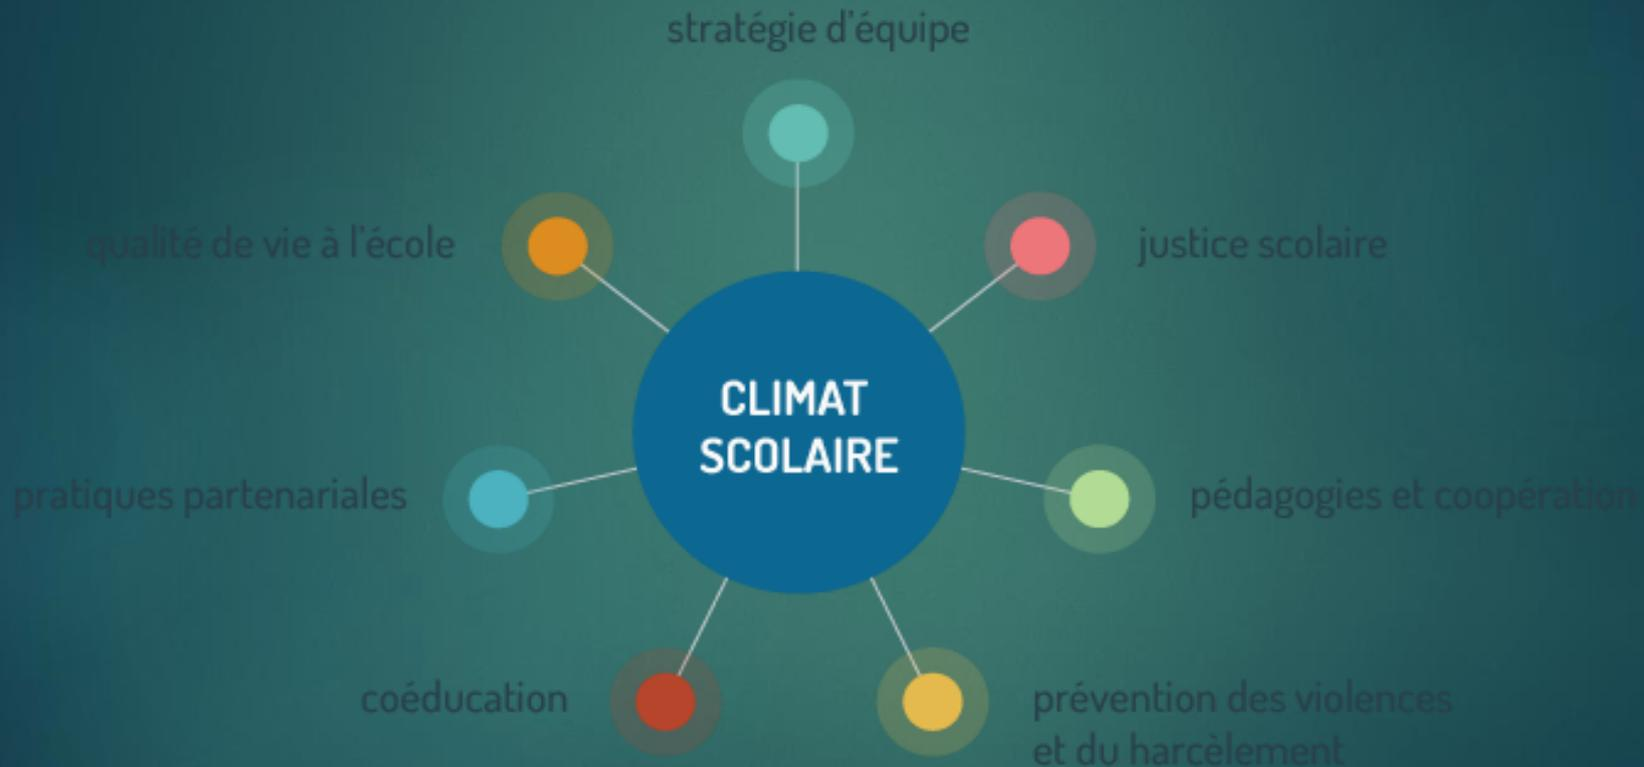 stratégie d'équipe
qualité de vie à l'école
justice scolaire
CLIMAT
SCOLAIRE
pratiques partenariales
pédagogies et coopération
coéducation
prévention des violences
et du harcèlement